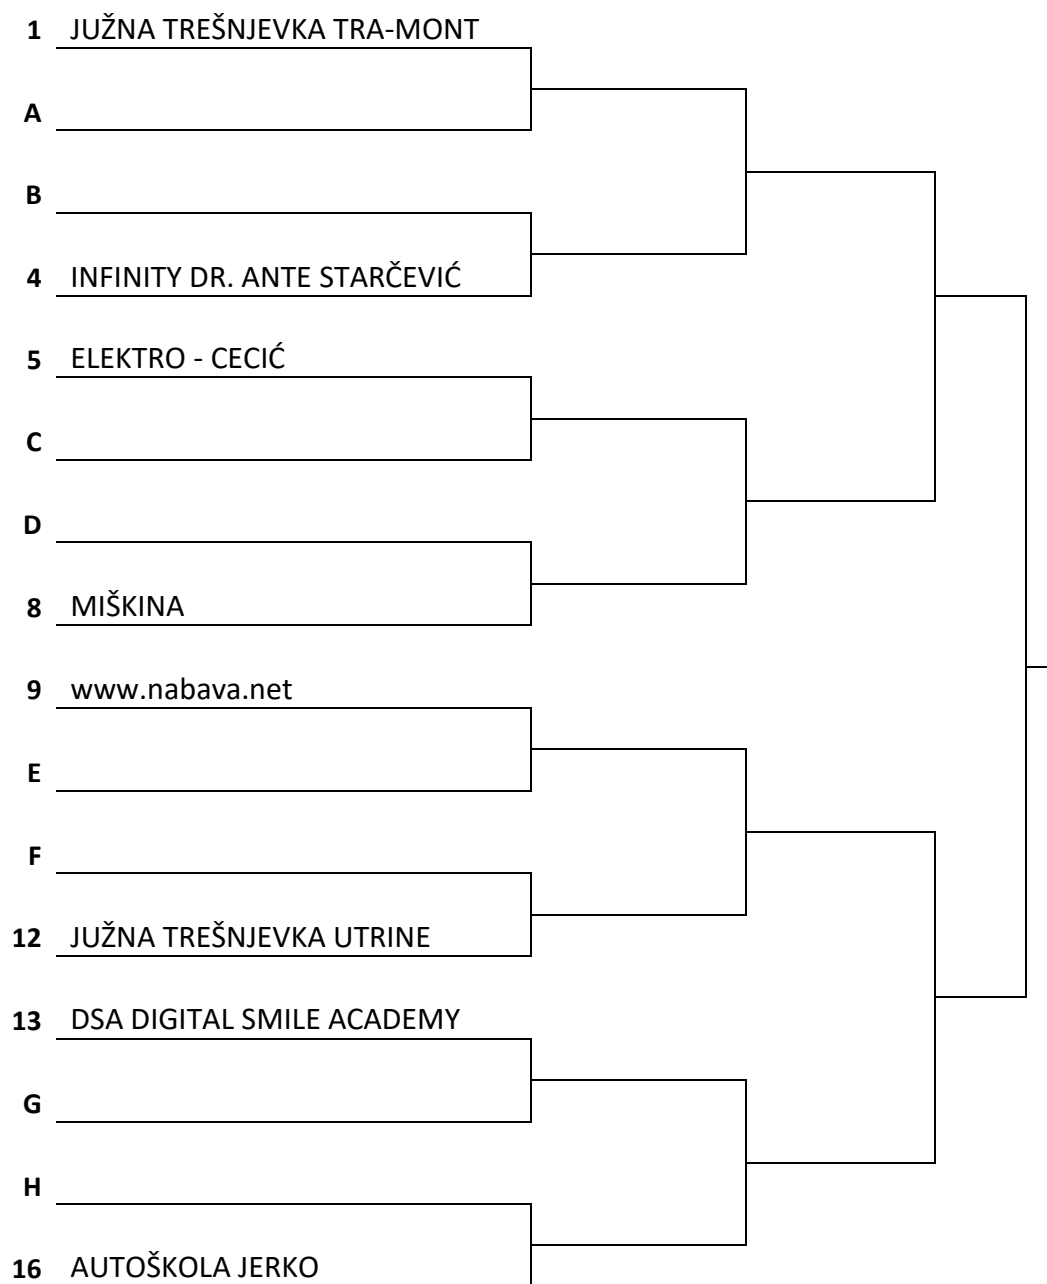 1 JUŽNA TREŠNJEVKA TRA-MONT
A
B
4 INFINITY DR. ANTE STARČEVIĆ
5 ELEKTRO - CECIĆ
C
D
8 MIŠKINA
9 www.nabava.net
E
F
12 JUŽNA TREŠNJEVKA UTRINE
13 DSA DIGITAL SMILE ACADEMY
G
H
16 AUTOŠKOLA JERKO